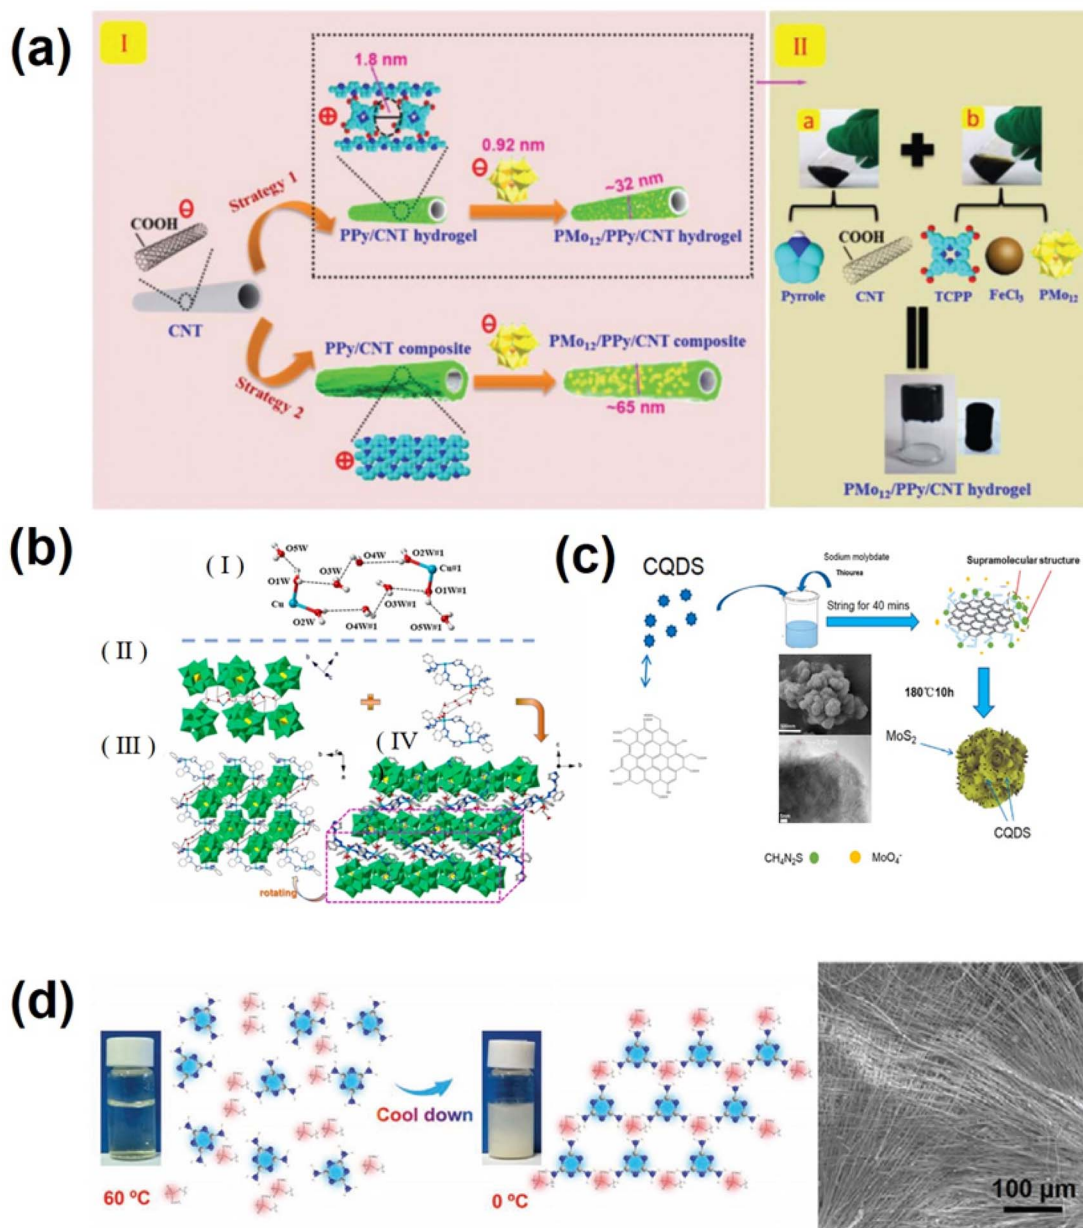 (a)
I
1.8 nm
⊕
0.92 nm
⊖
~32 nm
Strategy 1
PPy/CNT hydrogel
PMo12/PPy/CNT hydrogel
COOH
⊖
CNT
PPy/CNT composite
⊖
PMo12/PPy/CNT composite
Strategy 2
~65 nm
⊕
II
a
b
COOH
Pyrrole
CNT
TCPP
FeCl3
PMo12
PMo12/PPy/CNT hydrogel
(b)
( I )
O5W
O4W
O2W#1
Cu#1
O1W
O3W
O3W#1
O1W#1
Cu
O2W
O4W#1
O5W#1
( II )
( III )
( IV
rotating
(c)
CQDS
Sodium molybdate
Thiourea
String for 40 mins
Supramolecular structure
180℃10h
MoS2
CQDS
CH4N2S
MoO4-
(d)
60 ºC
Cool down
0 ºC
100 μm